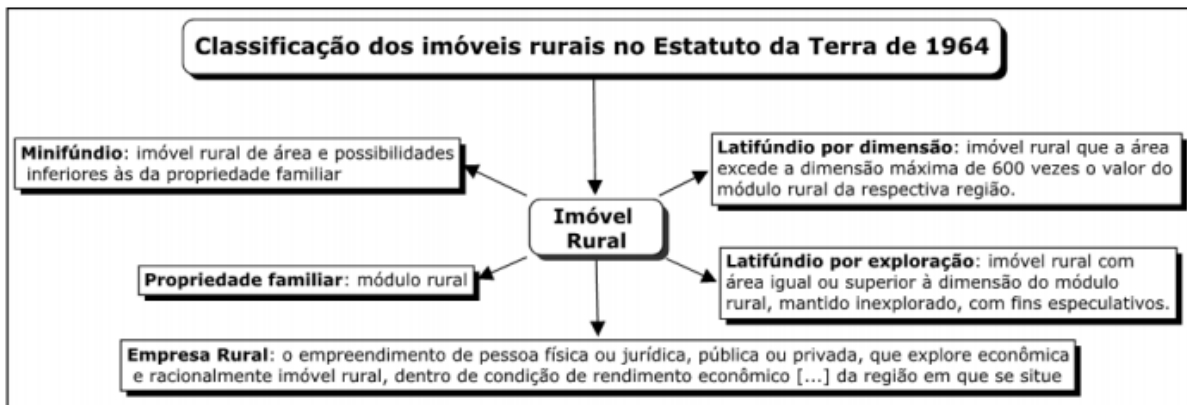 Classificação dos imóveis rurais no Estatuto da Terra de 1964
Minifúndio: imóvel rural de área e possibilidades
inferiores às da propriedade familiar
Latifúndio por dimensão: imóvel rural que a área
excede a dimensão máxima de 600 vezes o valor do
módulo rural da respectiva região.
Imóvel
Rural
Propriedade familiar: módulo rural
Latifúndio por exploração: imóvel rural com
área igual ou superior à dimensão do módulo
rural, mantido inexplorado, com fins especulativos.
Empresa Rural: o empreendimento de pessoa física ou jurídica, pública ou privada, que explore econômica
e racionalmente imóvel rural, dentro de condição de rendimento econômico [...] da região em que se situe